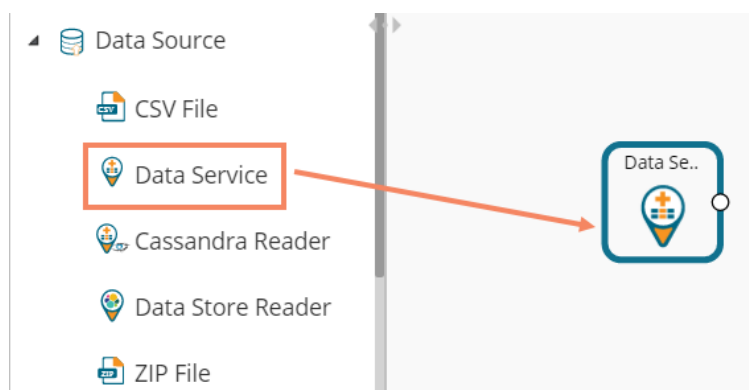 Data Source
CSV File
Data Service
Data Se..
Cassandra Reader
Data Store Reader
ZIP File